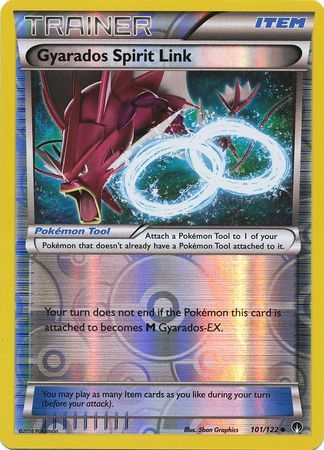 TRAINER
ITEM
Gyarados Spirit Link
Pokémon Tool
Attach a Pokémon Tool to 1 of your
Pokémon that doesn't already have a Pokémon Tool attached to it.
Your turn does not end if the Pokémon this card is
attached to becomes M Gyarados-EX.
You may play as many Item cards as you like during your turn
(before your attack).
©2016 Pokémon
Illus. 5ban Graphics
101/122